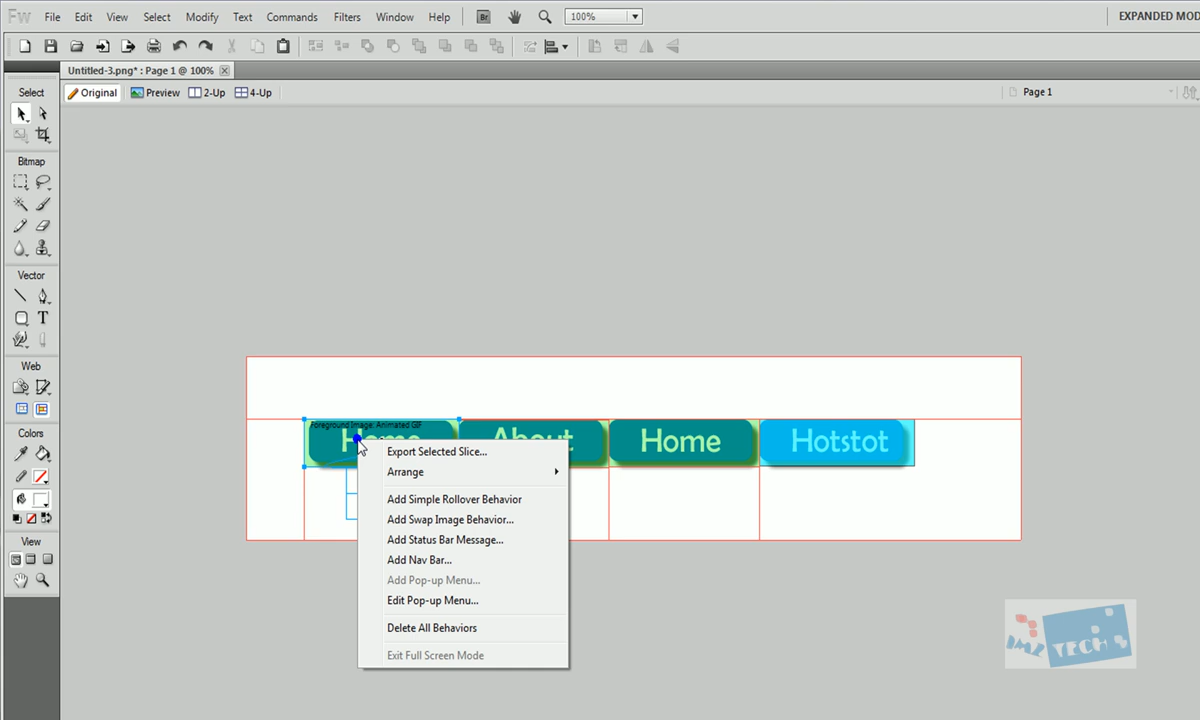 Fw File Edit View Select Modify Text Commands Filters Window Help Br 100% EXPANDED MOD
Untitled-3.png* : Page 1 @ 100%
Select Original Preview 2-Up 4-Up Page 1
Bitmap
Vector
T
Web
Colors
View
Foreground Image: Animated GIF
Home About Home Hotstot
Export Selected Slice...
Arrange
Add Simple Rollover Behavior
Add Swap Image Behavior...
Add Status Bar Message...
Add Nav Bar...
Add Pop-up Menu...
Edit Pop-up Menu...
Delete All Behaviors
Exit Full Screen Mode
IMZ TECH